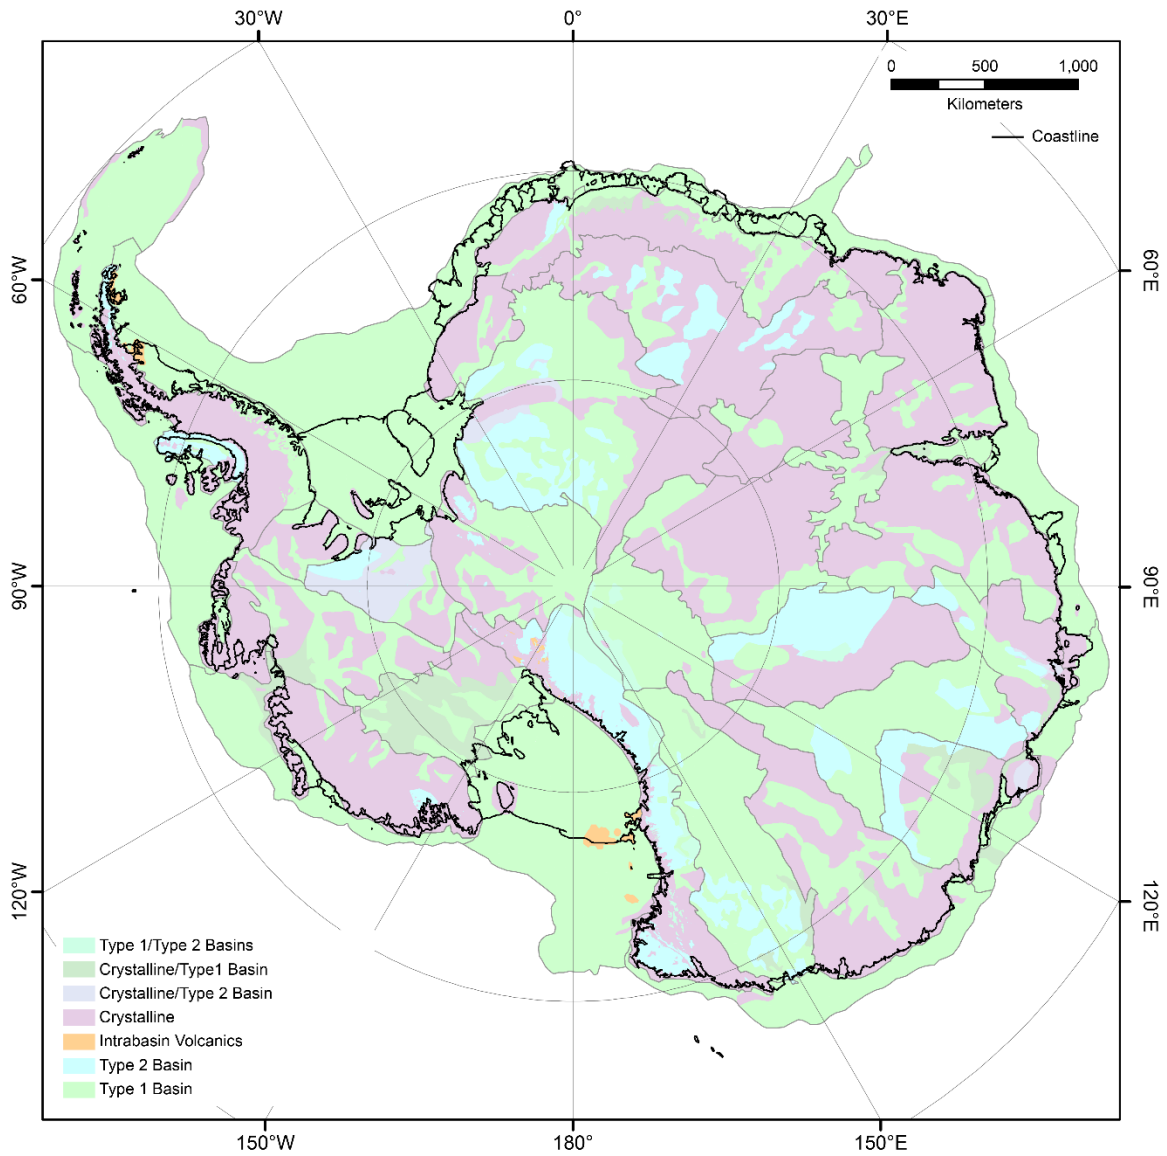 30°W 0° 30°E
0 500 1,000
Kilometers
Coastline
60°W
60°E
90°W
90°E
120°W
120°E
Type 1/Type 2 Basins
Crystalline/Type1 Basin
Crystalline/Type 2 Basin
Crystalline
Intrabasin Volcanics
Type 2 Basin
Type 1 Basin
150°W 180° 150°E